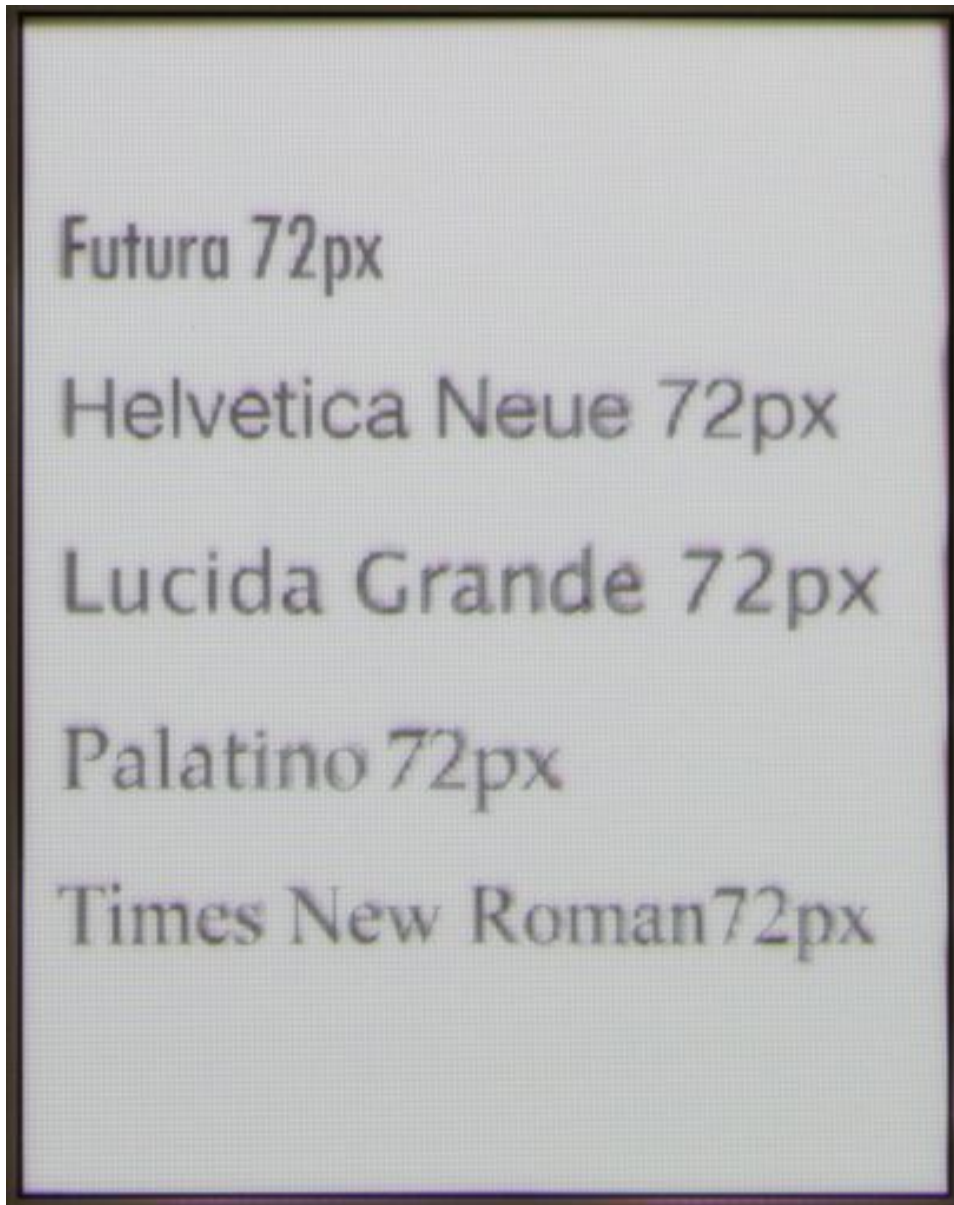 Futura 72px
Helvetica Neue 72px
Lucida Grande 72px
Palatino 72px
Times New Roman72px